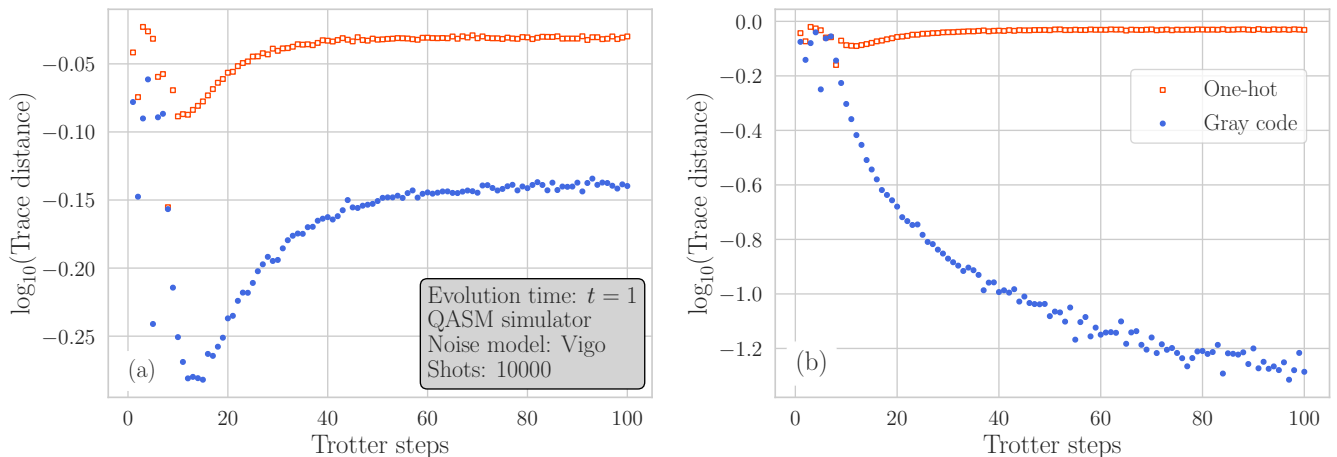 −0.05
−0.10
−0.15
−0.20
−0.25
log₁₀(Trace distance)
0
20
40
60
80
100
Trotter steps
(a)
Evolution time: t = 1
QASM simulator
Noise model: Vigo
Shots: 10000
0.0
−0.2
−0.4
−0.6
−0.8
−1.0
−1.2
log₁₀(Trace distance)
0
20
40
60
80
100
Trotter steps
(b)
One-hot
Gray code